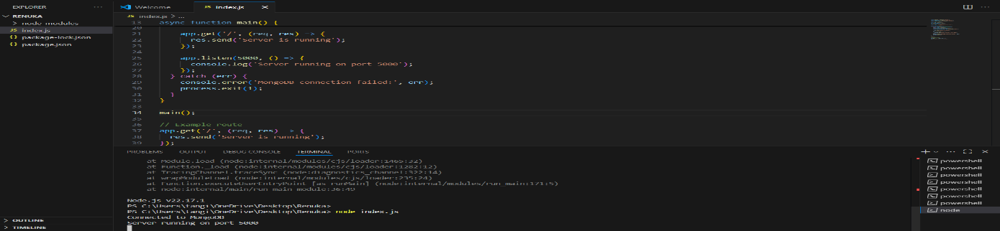 EXPLORER ...
RENUKA
node_modules
JS index.js
{} package-lock.json
{} package.json
OUTLINE
TIMELINE
Welcome
JS index.js
JS index.js > ...
13 async function main() {
20
21 app.get('/', (req, res) => {
22 res.send('Server is running');
23 });
24
25 app.listen(5000, () => {
26 console.log('Server running on port 5000');
27 });
28 } catch (err) {
29 console.error('MongoDB connection failed:', err);
30 process.exit(1);
31 }
32 }
33
34 main();
35
36 // Example route
37 app.get('/', (req, res) => {
38 res.send('Server is running');
39 });
PROBLEMS OUTPUT DEBUG CONSOLE TERMINAL PORTS
at Module.load (node:internal/modules/cjs/loader:1465:32)
at Function._load (node:internal/modules/cjs/loader:1282:12)
at TracingChannel.traceSync (node:diagnostics_channel:322:14)
at wrapModuleLoad (node:internal/modules/cjs/loader:235:24)
at Function.executeUserEntryPoint [as runMain] (node:internal/modules/run_main:171:5)
at node:internal/main/run_main_module:36:49
Node.js v22.17.1
PS C:\Users\tangi\OneDrive\Desktop\Renuka>
PS C:\Users\tangi\OneDrive\Desktop\Renuka> node index.js
Connected to MongoDB
Server running on port 5000
powershell
powershell
powershell
powershell
powershell
powershell
powershell
node